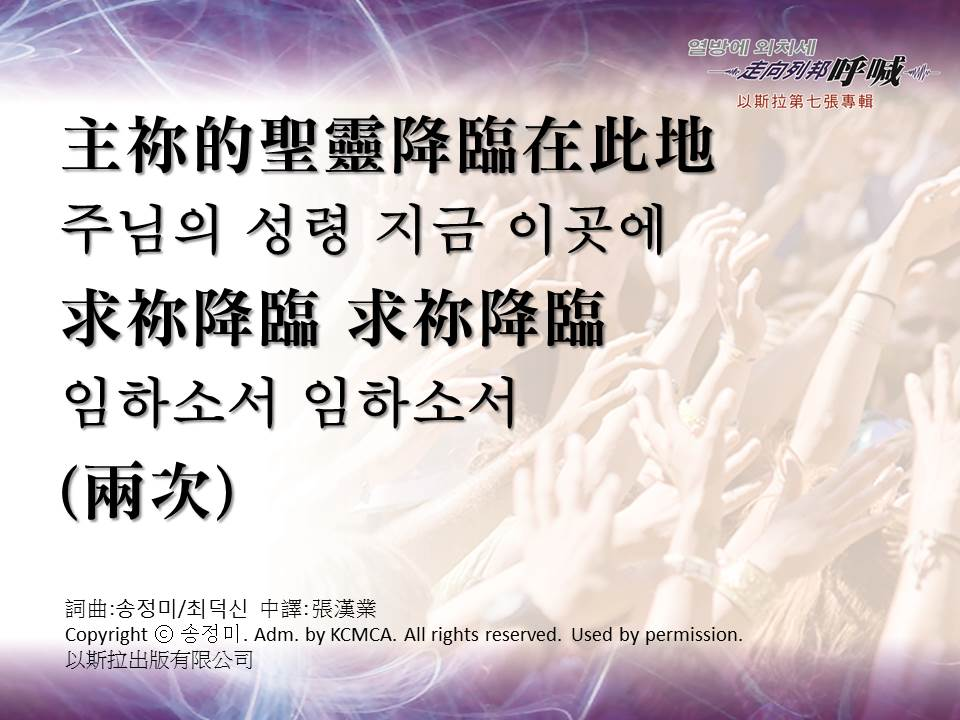 열방에 외치세
走向列邦呼喊
以斯拉第七張專輯
主祢的聖靈降臨在此地
주님의 성령 지금 이곳에
求祢降臨 求祢降臨
임하소서 임하소서
(兩次)
詞曲:송정미/최덕신 中譯:張漢業
Copyright ⓒ 송정미. Adm. by KCMCA. All rights reserved. Used by permission.
以斯拉出版有限公司